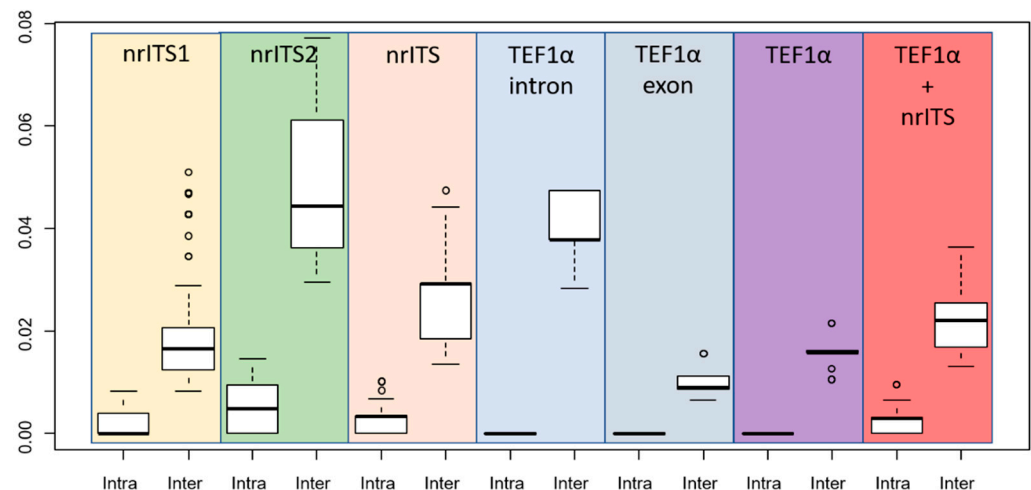 0.08
0.06
0.04
0.02
0.00
nrITS1
nrITS2
nrITS
TEF1α
intron
TEF1α
exon
TEF1α
TEF1α
+
nrITS
Intra Inter Intra Inter Intra Inter Intra Inter Intra Inter Intra Inter Intra Inter